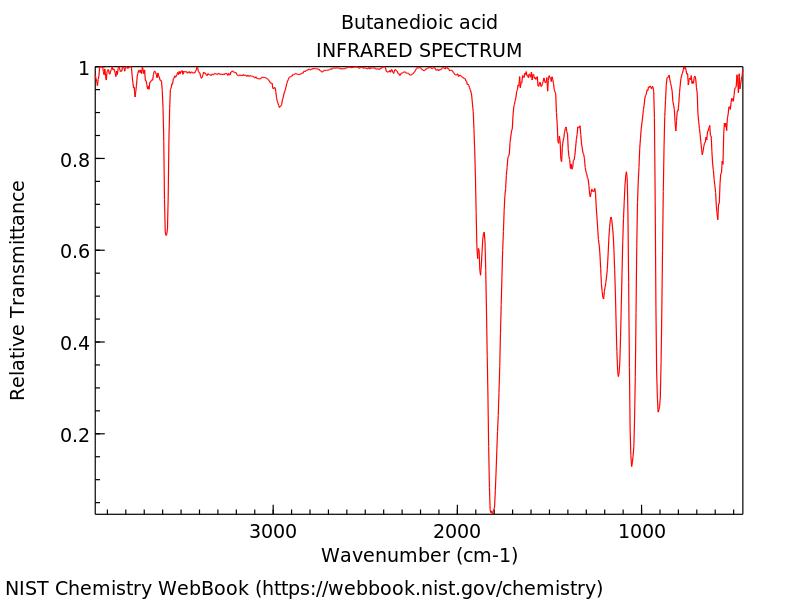 Butanedioic acid
INFRARED SPECTRUM
1
0.8
0.6
0.4
0.2
Relative Transmittance
3000 2000 1000
Wavenumber (cm-1)
NIST Chemistry WebBook (https://webbook.nist.gov/chemistry)